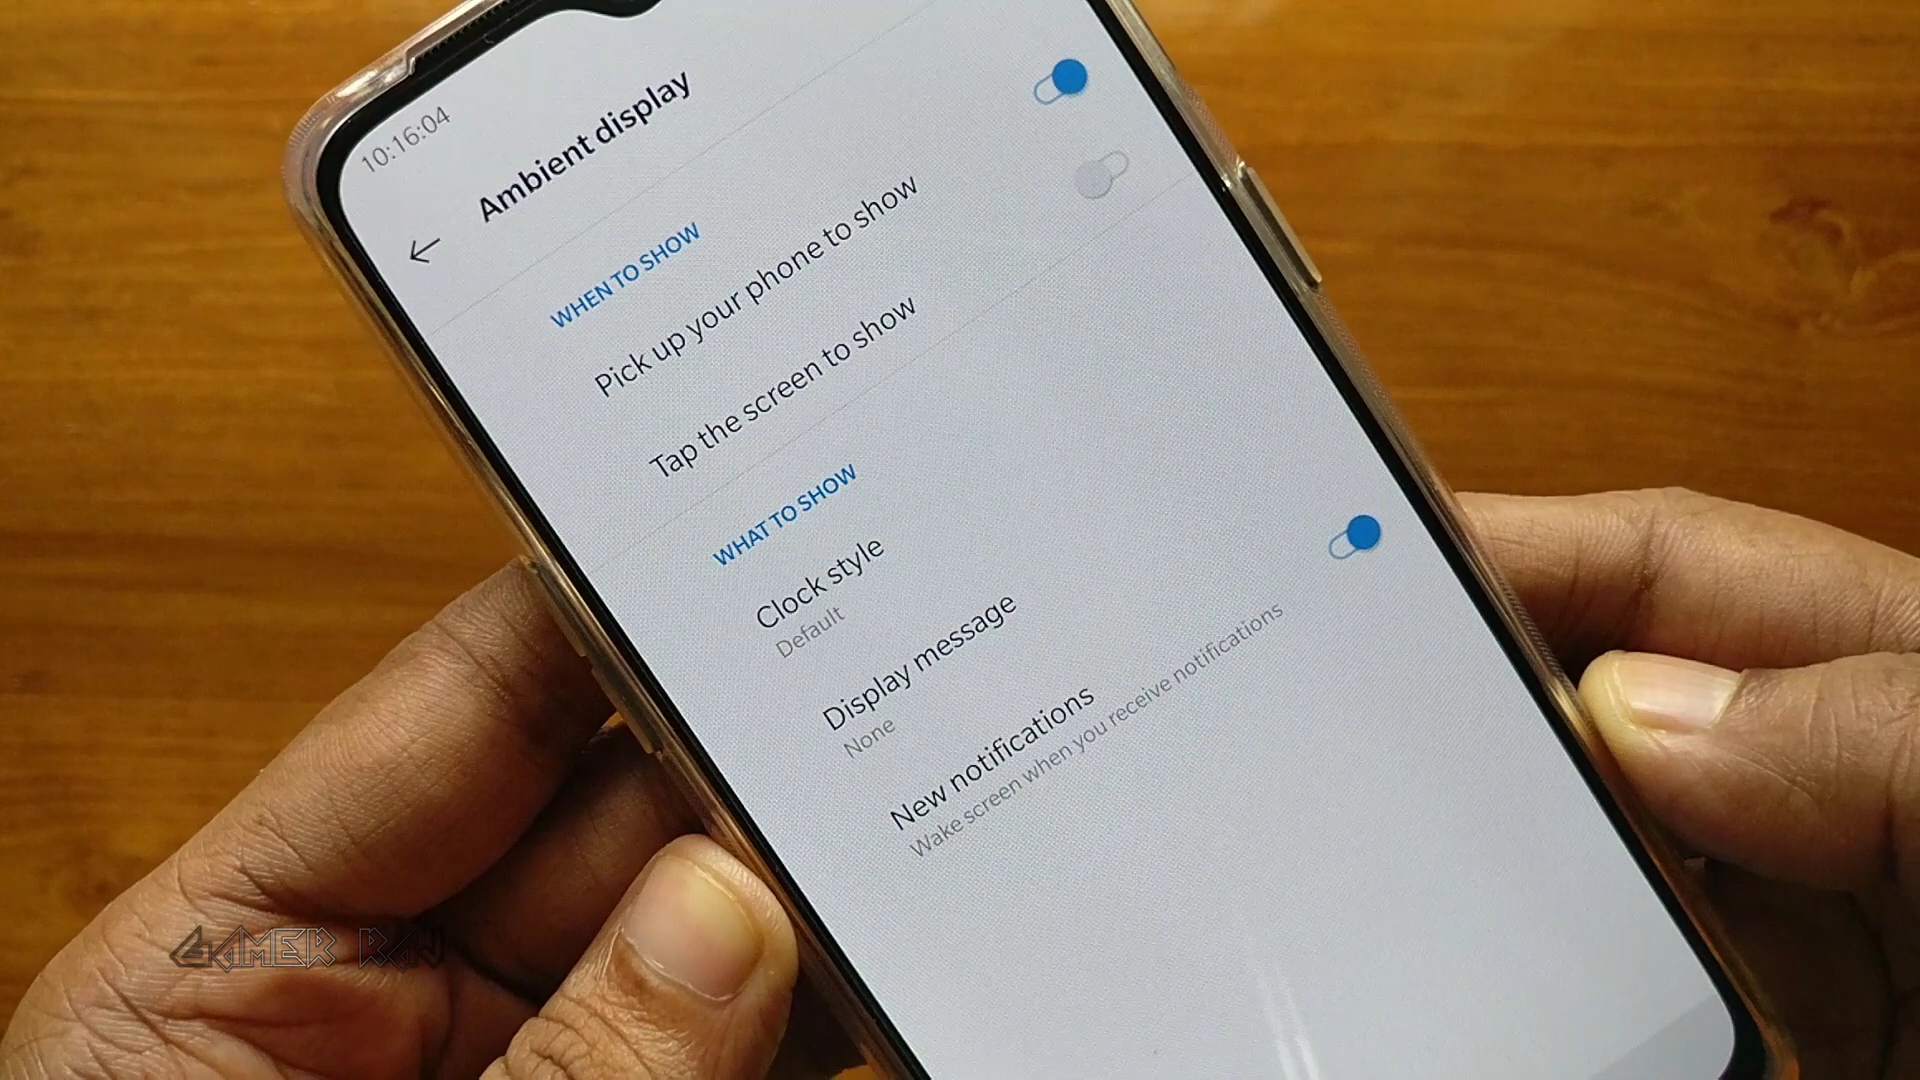 10:16:04
Ambient display
WHEN TO SHOW
Pick up your phone to show
Tap the screen to show
WHAT TO SHOW
Clock style
Default
Display message
None
New notifications
Wake screen when you receive notifications
GAMER RAJ